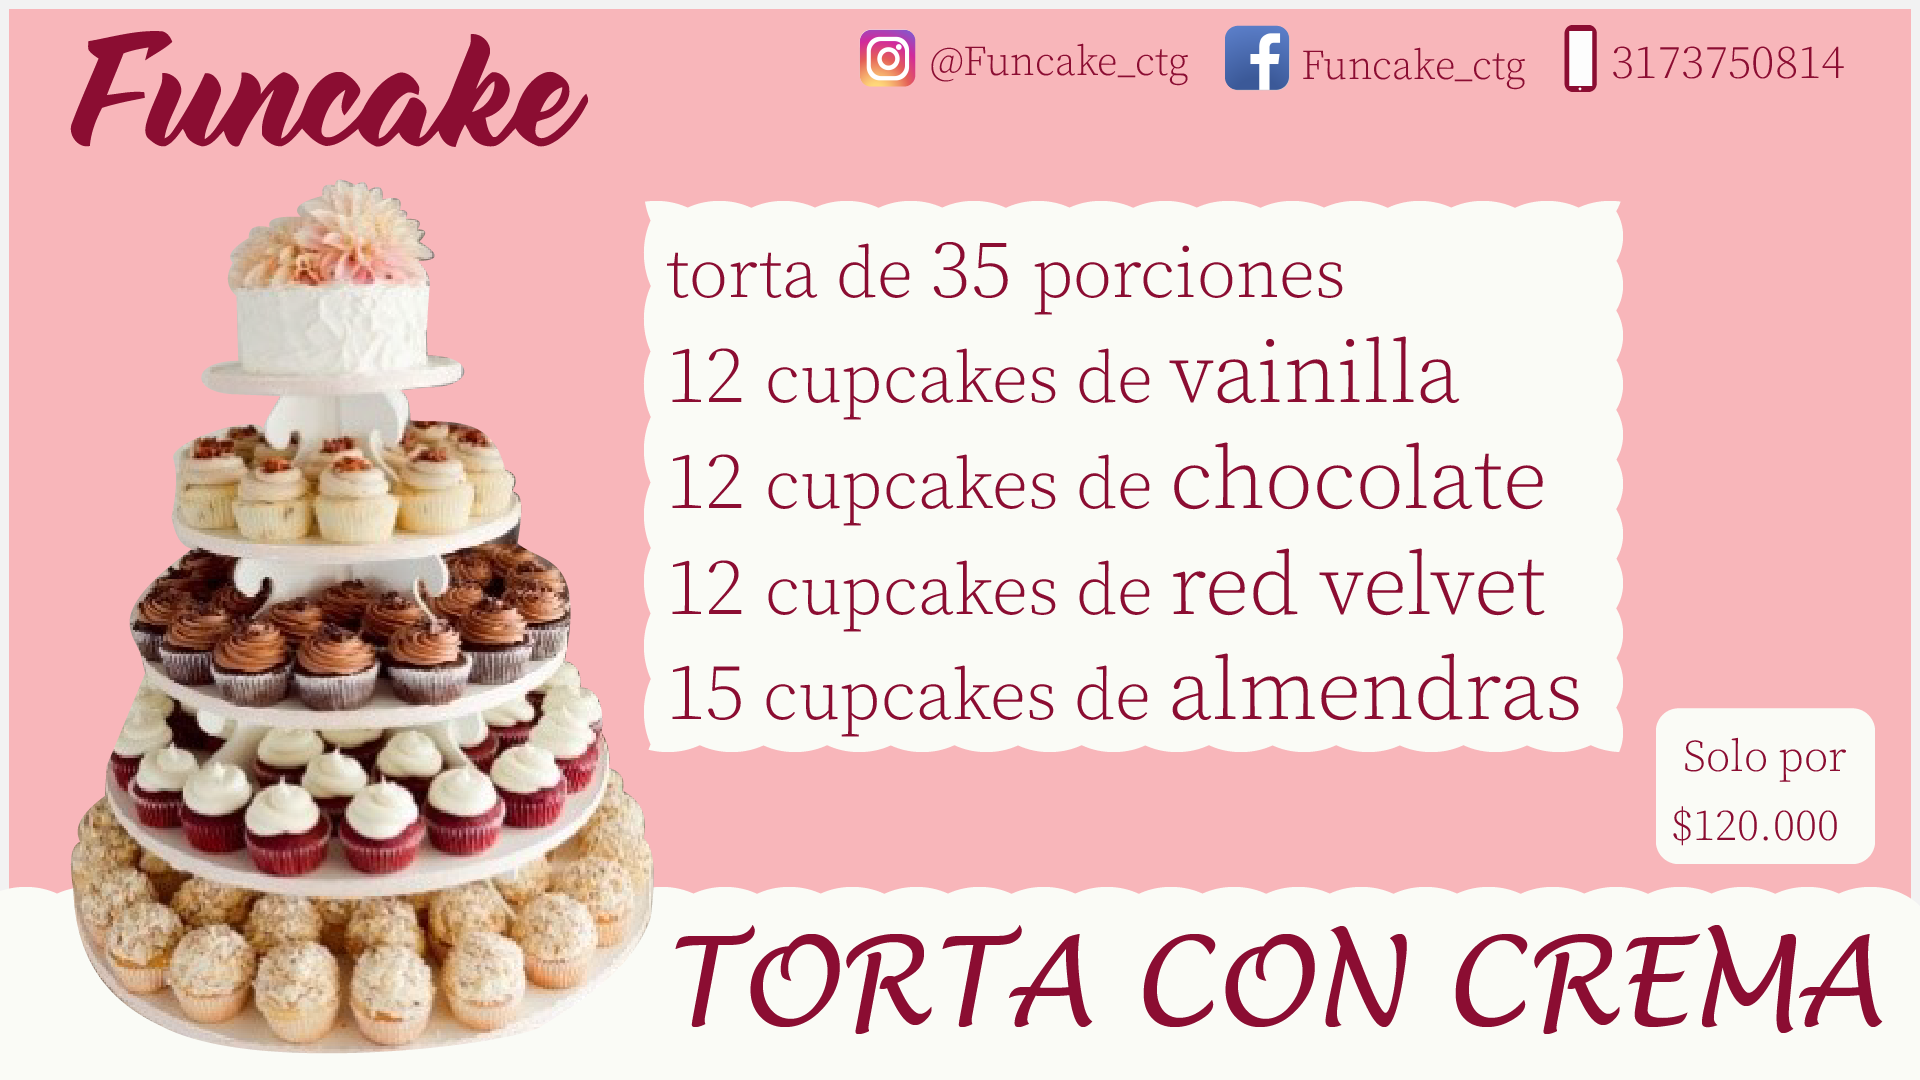 Funcake
@Funcake_ctg
Funcake_ctg
3173750814
torta de 35 porciones
12 cupcakes de vainilla
12 cupcakes de chocolate
12 cupcakes de red velvet
15 cupcakes de almendras
Solo por
$120.000
TORTA CON CREMA